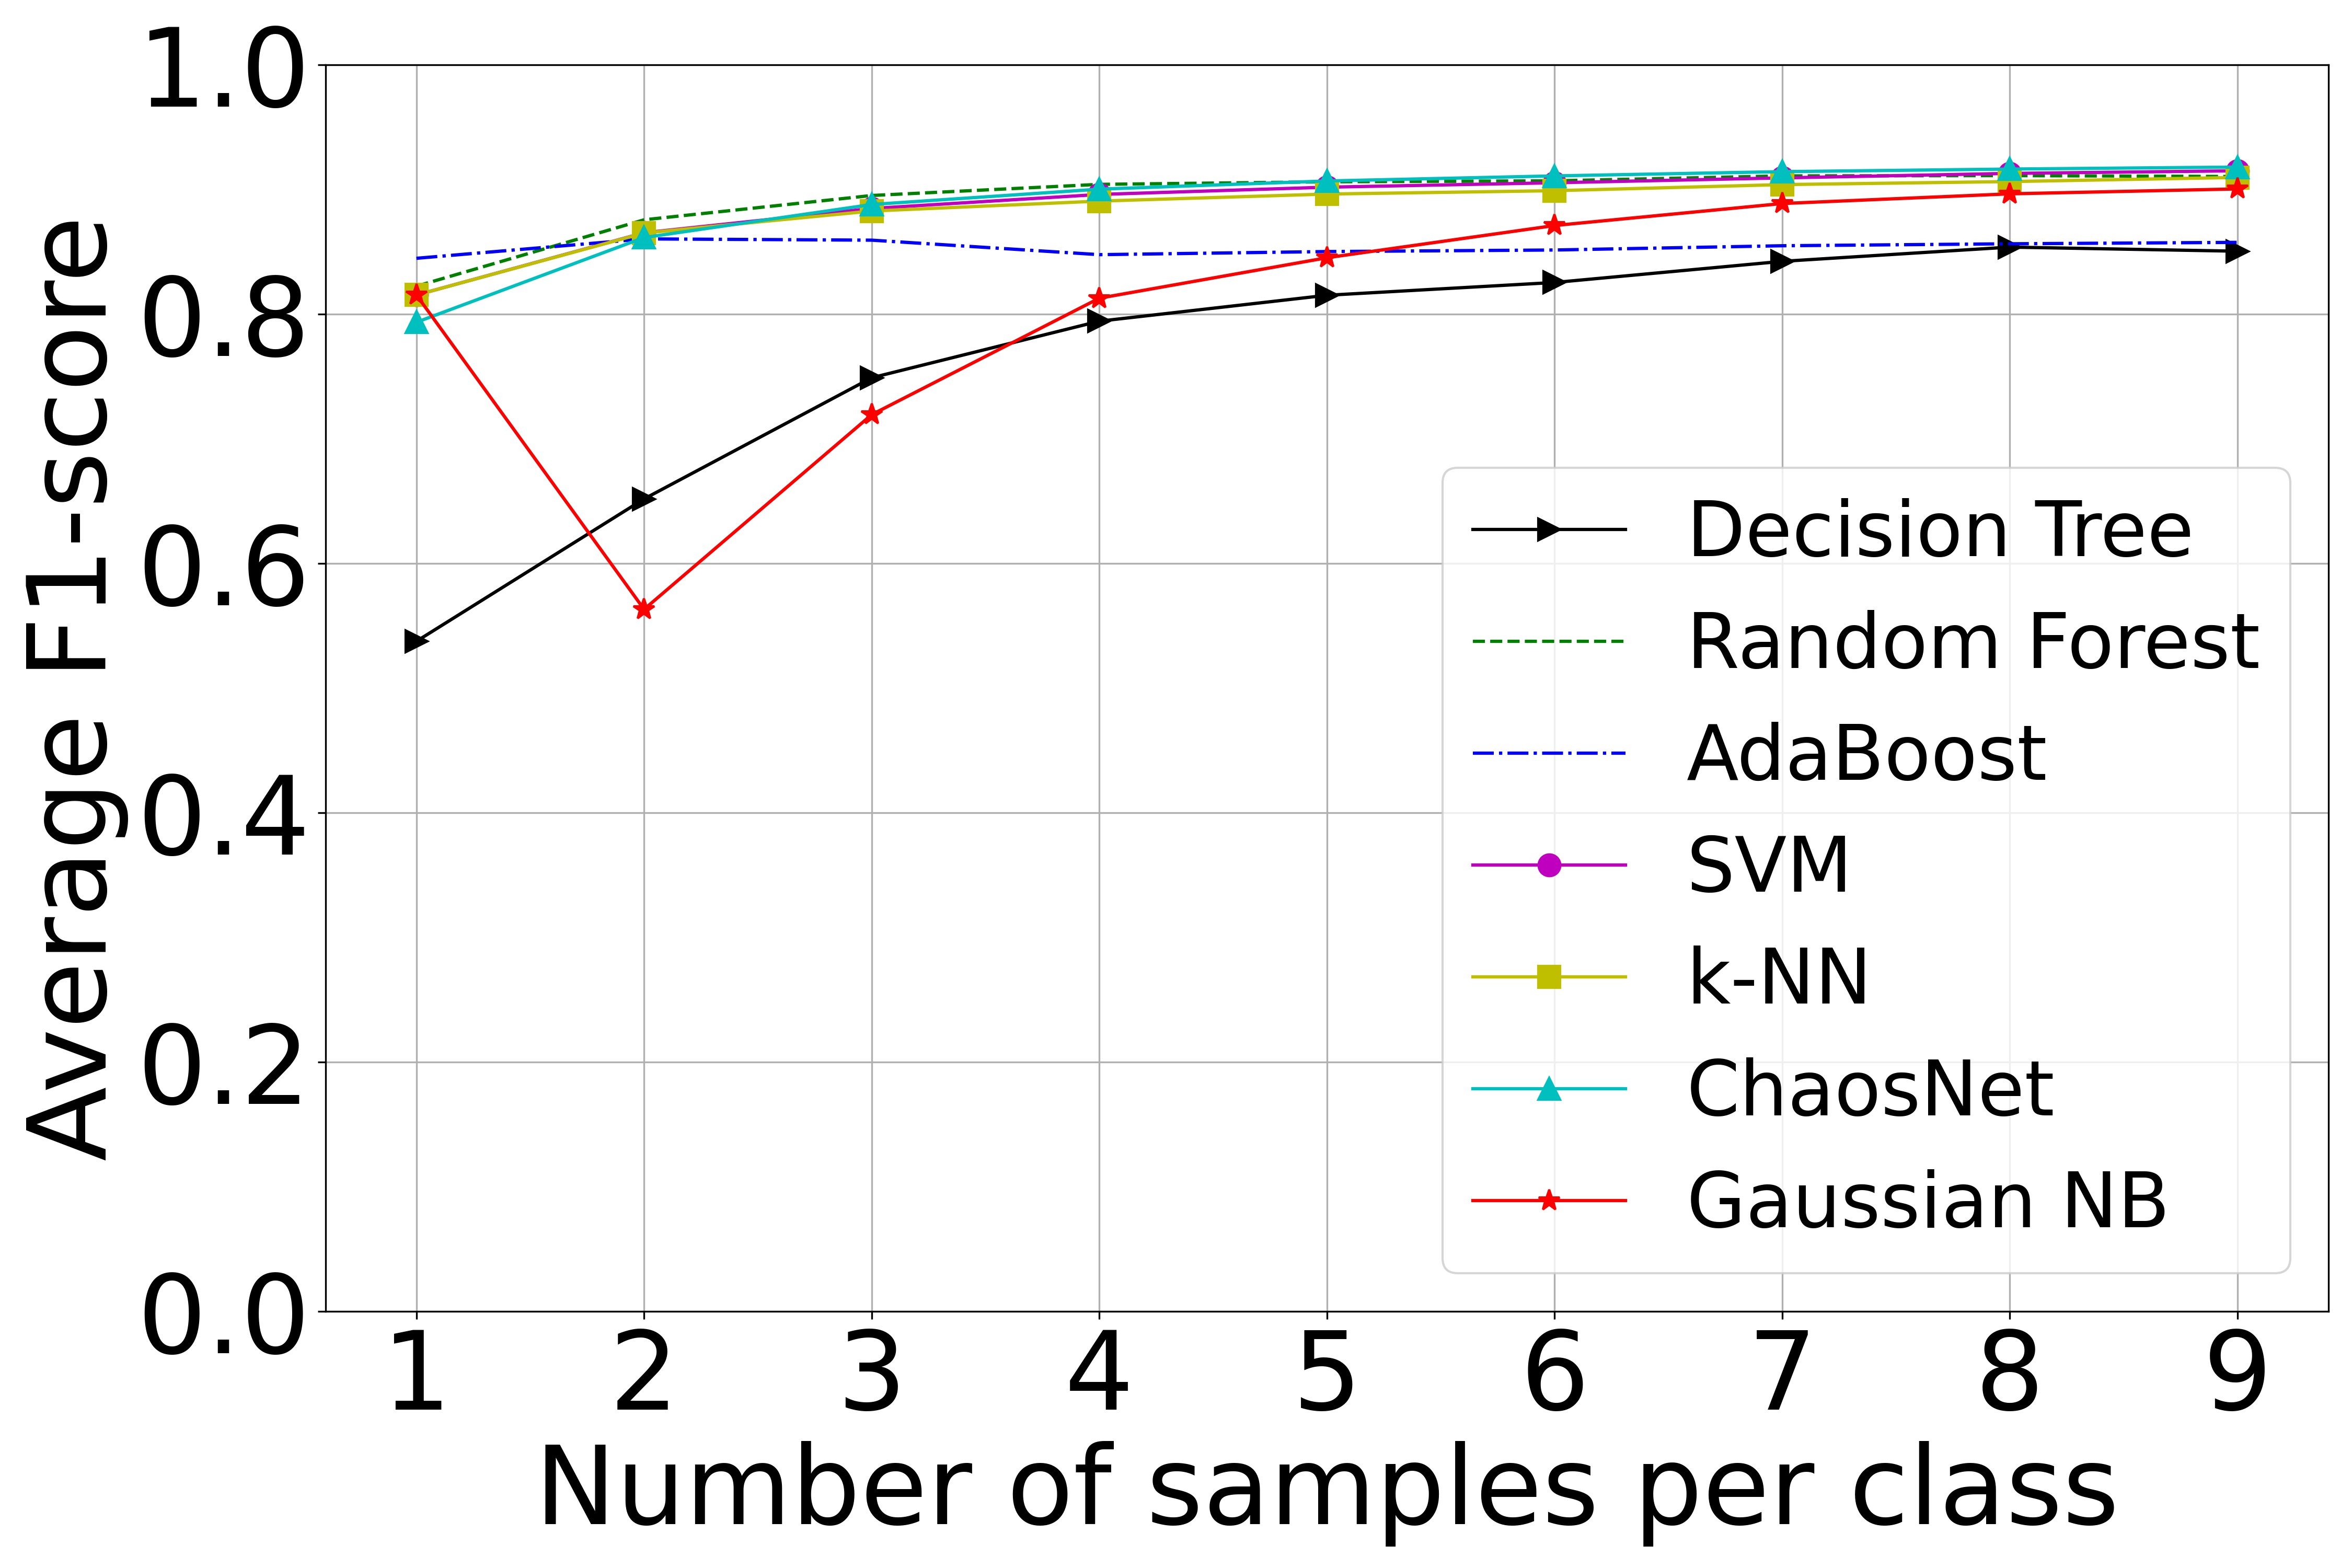 Average F1-score
1.0
0.8
0.6
0.4
0.2
0.0
Decision Tree
Random Forest
AdaBoost
SVM
k-NN
ChaosNet
Gaussian NB
1 2 3 4 5 6 7 8 9
Number of samples per class